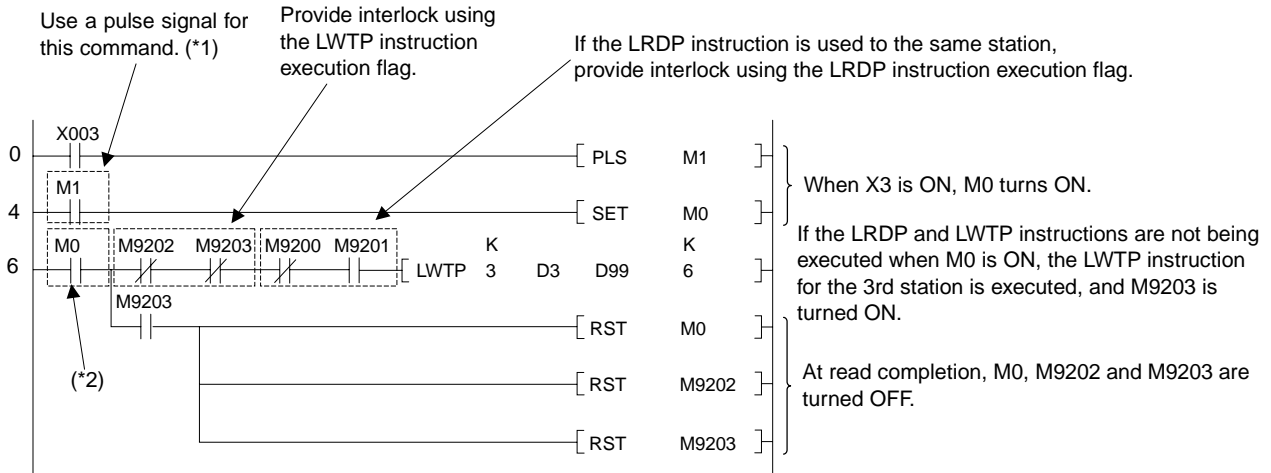 Use a pulse signal for
this command. (*1)
Provide interlock using
the LWTP instruction
execution flag.
If the LRDP instruction is used to the same station,
provide interlock using the LRDP instruction execution flag.
X003
0 PLS M1
M1
4 SET M0
When X3 is ON, M0 turns ON.
M0 M9202 M9203 M9200 M9201 K K
6 LWTP 3 D3 D99 6
If the LRDP and LWTP instructions are not being
executed when M0 is ON, the LWTP instruction
for the 3rd station is executed, and M9203 is
turned ON.
M9203
RST M0
(*2)
RST M9202
At read completion, M0, M9202 and M9203 are
turned OFF.
RST M9203